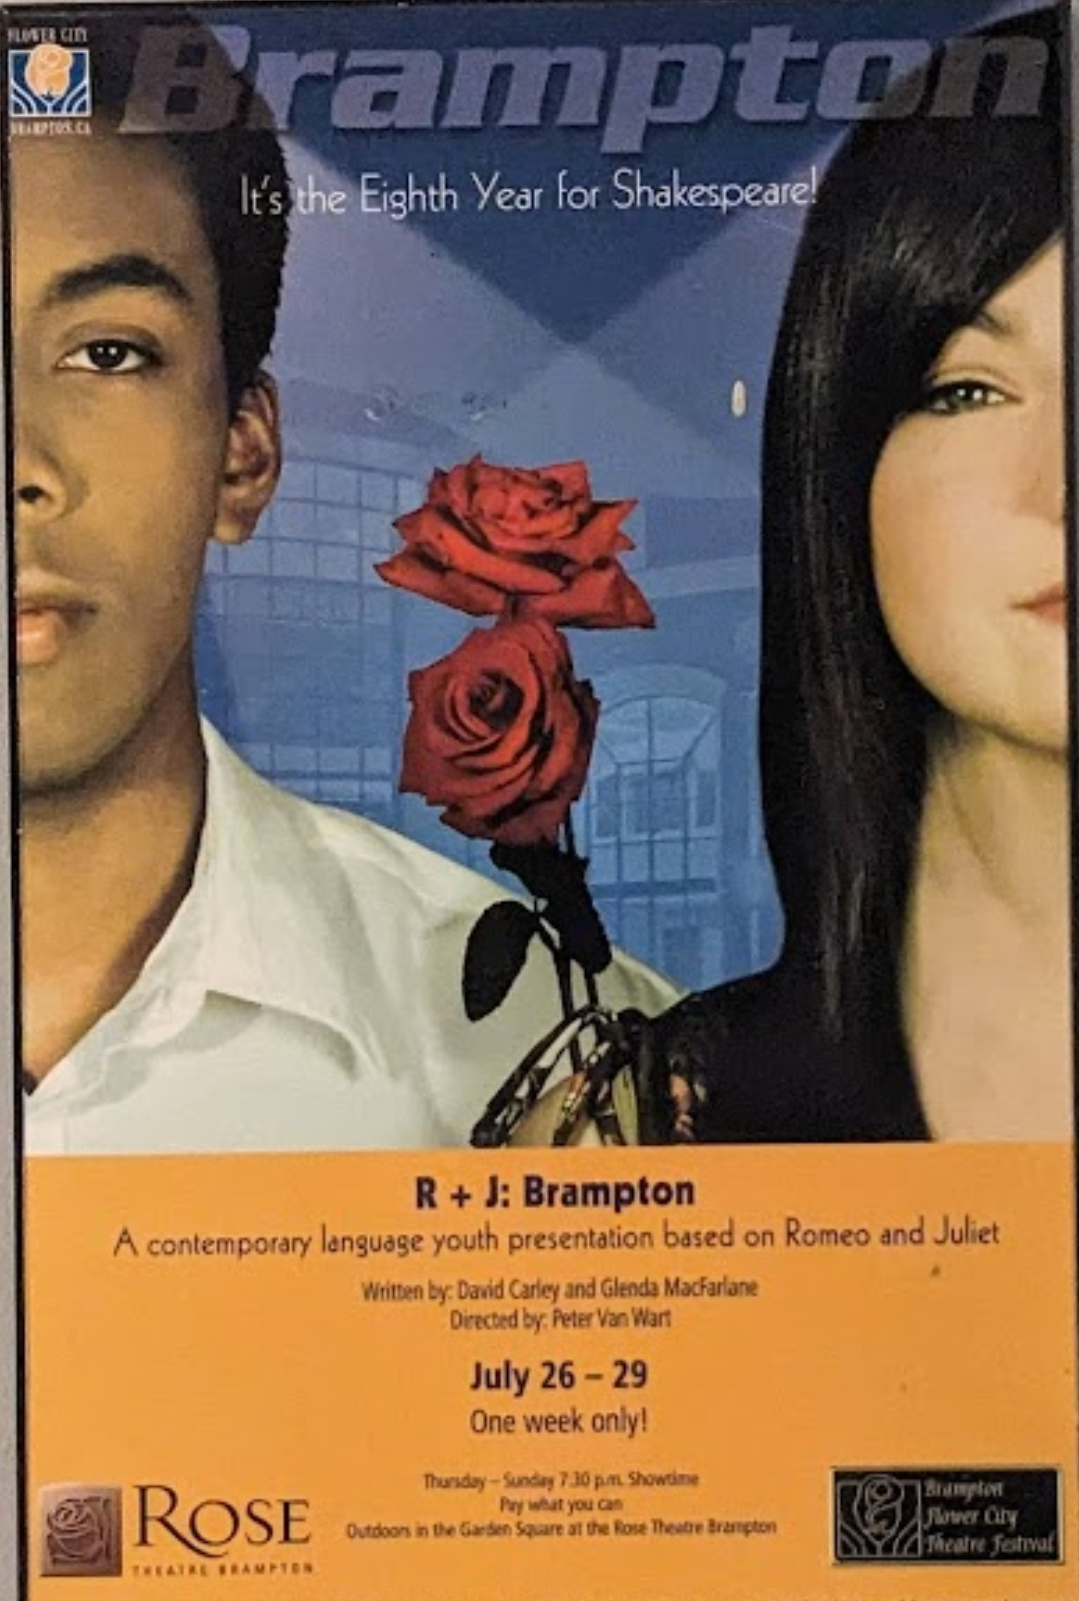 FLOWER CITY
BRAMPTON.CA
Brampton
It's the Eighth Year for Shakespeare!
R + J: Brampton
A contemporary language youth presentation based on Romeo and Juliet
Written by: David Carley and Glenda MacFarlane
Directed by: Peter Van Wart
July 26 – 29
One week only!
Thursday – Sunday 7.30 p.m. Showtime
Pay what you can
Outdoors in the Garden Square at the Rose Theatre Brampton
ROSE
THEATRE BRAMPTON
Brampton
Flower City
Theatre Festival